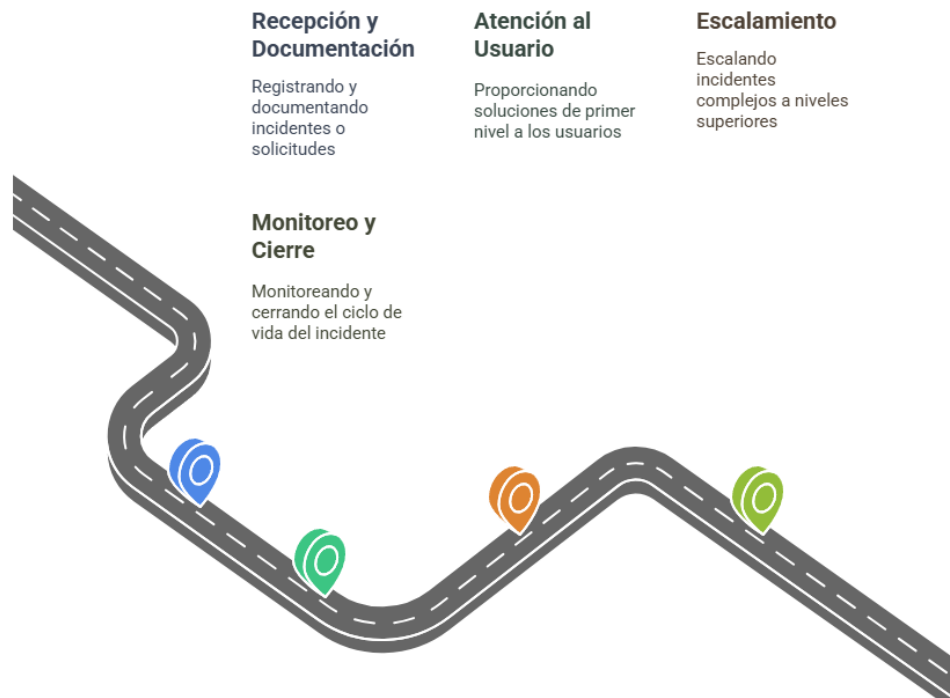 Recepción y
Documentación
Registrando y
documentando
incidentes o
solicitudes
Atención al
Usuario
Proporcionando
soluciones de primer
nivel a los usuarios
Escalamiento
Escalando
incidentes
complejos a niveles
superiores
Monitoreo y
Cierre
Monitoreando y
cerrando el ciclo de
vida del incidente